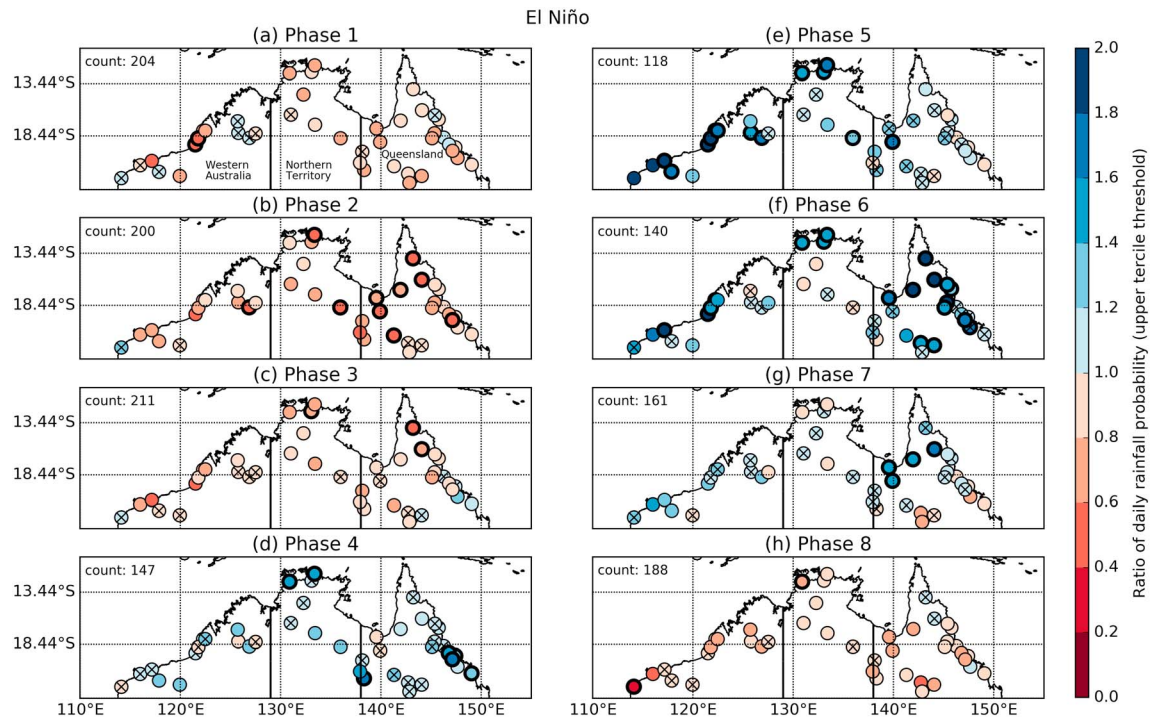 El Niño
(a) Phase 1
count: 204
13.44°S
18.44°S
Western
Australia
Northern
Territory
Queensland
(b) Phase 2
count: 200
13.44°S
18.44°S
(c) Phase 3
count: 211
13.44°S
18.44°S
(d) Phase 4
count: 147
13.44°S
18.44°S
110°E
120°E
130°E
140°E
150°E
(e) Phase 5
count: 118
(f) Phase 6
count: 140
(g) Phase 7
count: 161
(h) Phase 8
count: 188
110°E
120°E
130°E
140°E
150°E
2.0
1.8
1.6
1.4
1.2
1.0
0.8
0.6
0.4
0.2
0.0
Ratio of daily rainfall probability (upper tercile threshold)